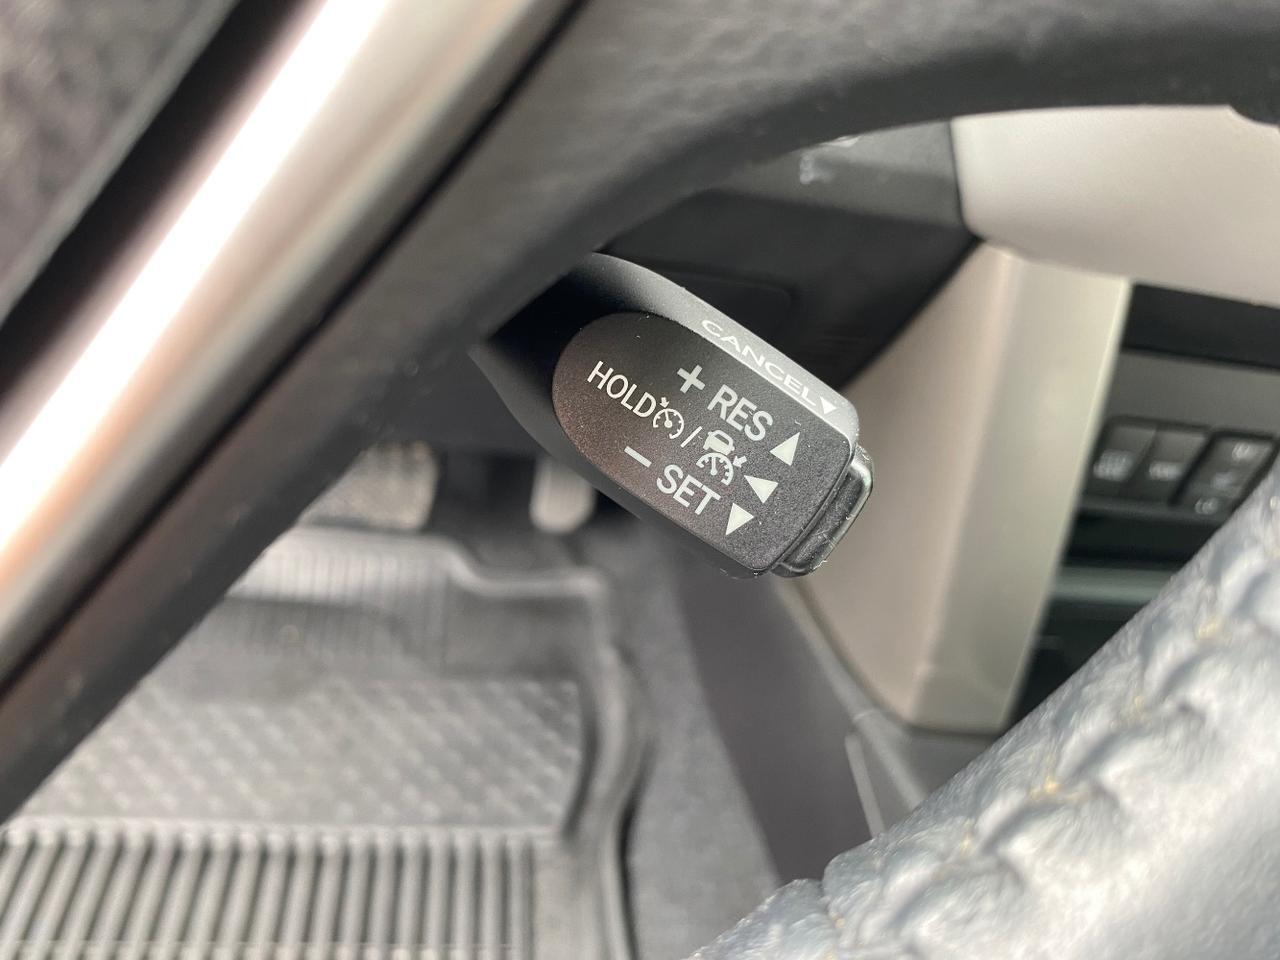 CANCEL▼
+ RES ▲
HOLD / ◀
− SET ▼